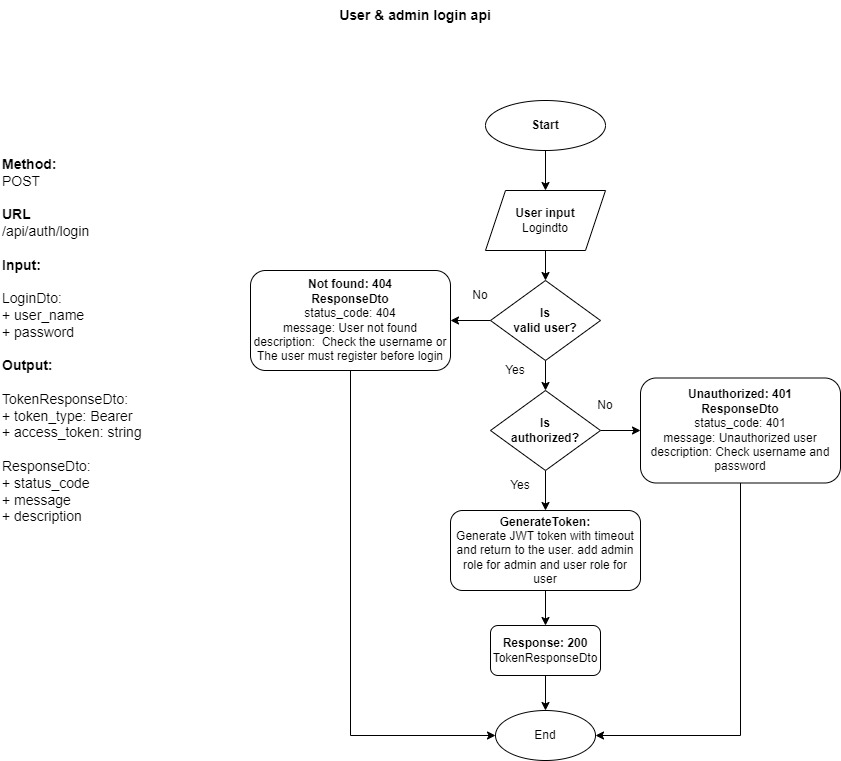 User & admin login api
Method:
POST
URL
/api/auth/login
Input:
LoginDto:
+ user_name
+ password
Output:
TokenResponseDto:
+ token_type: Bearer
+ access_token: string
ResponseDto:
+ status_code
+ message
+ description
Start
User input
Logindto
Is
valid user?
No
Not found: 404
ResponseDto
status_code: 404
message: User not found
description:  Check the username or
The user must register before login
Yes
Is
authorized?
No
Unauthorized: 401
ResponseDto
status_code: 401
message: Unauthorized user
description: Check username and
password
Yes
GenerateToken:
Generate JWT token with timeout
and return to the user. add admin
role for admin and user role for
user
Response: 200
TokenResponseDto
End